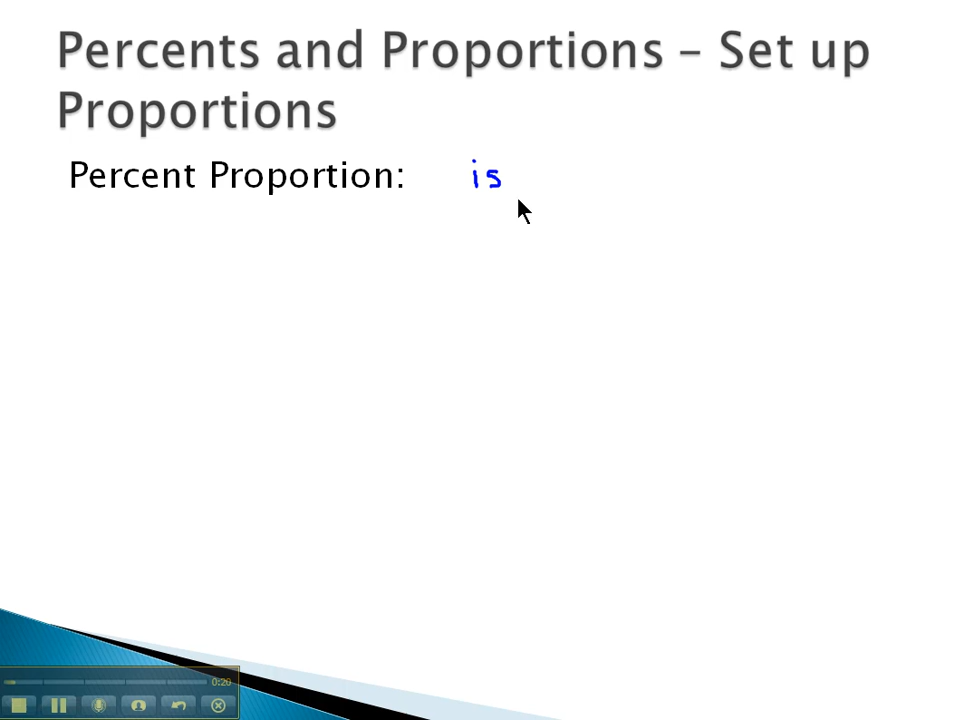 Percents and Proportions – Set up
Proportions
Percent Proportion: is
0:20